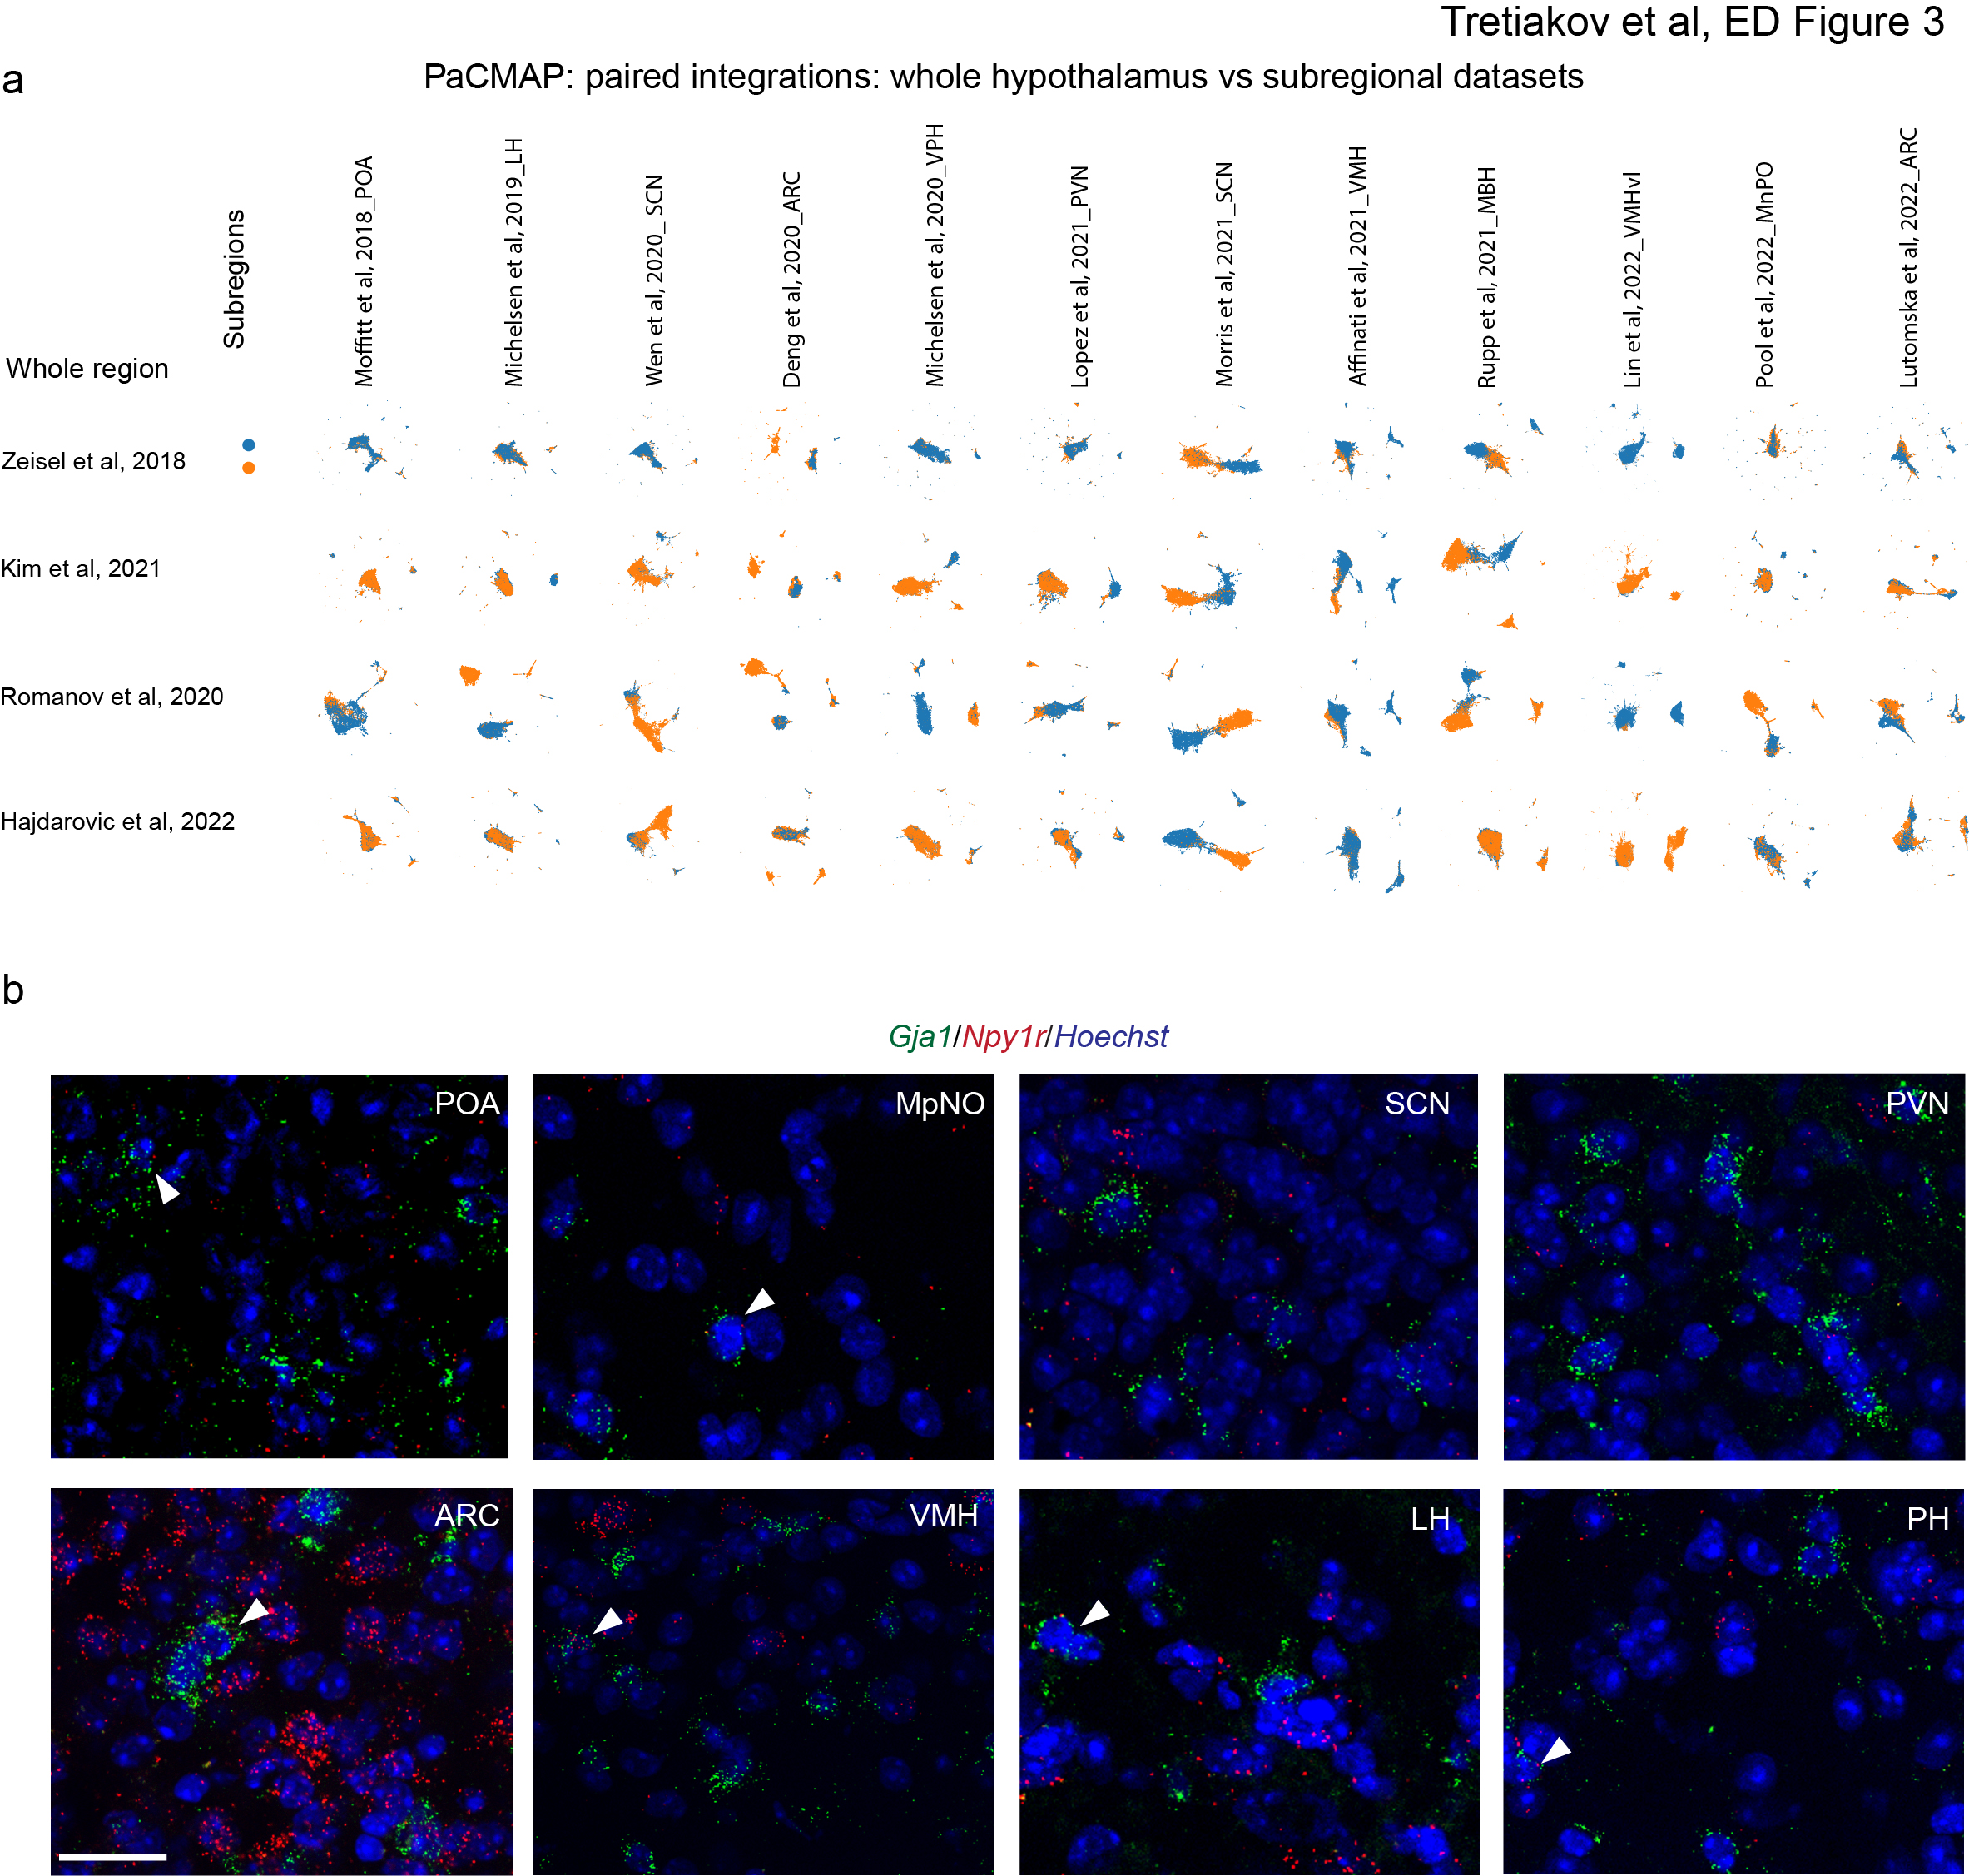 Tretiakov et al, ED Figure 3
a
PaCMAP: paired integrations: whole hypothalamus vs subregional datasets
Subregions
Moffitt et al, 2018_POA
Michelsen et al, 2019_LH
Wen et al, 2020_ SCN
Deng et al, 2020_ARC
Michelsen et al, 2020_VPH
Lopez et al, 2021_PVN
Morris et al, 2021_SCN
Affinati et al, 2021_VMH
Rupp et al, 2021_MBH
Lin et al, 2022_VMHvl
Pool et al, 2022_MnPO
Lutomska et al, 2022_ARC
Whole region
Zeisel et al, 2018
Kim et al, 2021
Romanov et al, 2020
Hajdarovic et al, 2022
b
Gja1/Npy1r/Hoechst
POA
MpNO
SCN
PVN
ARC
VMH
LH
PH